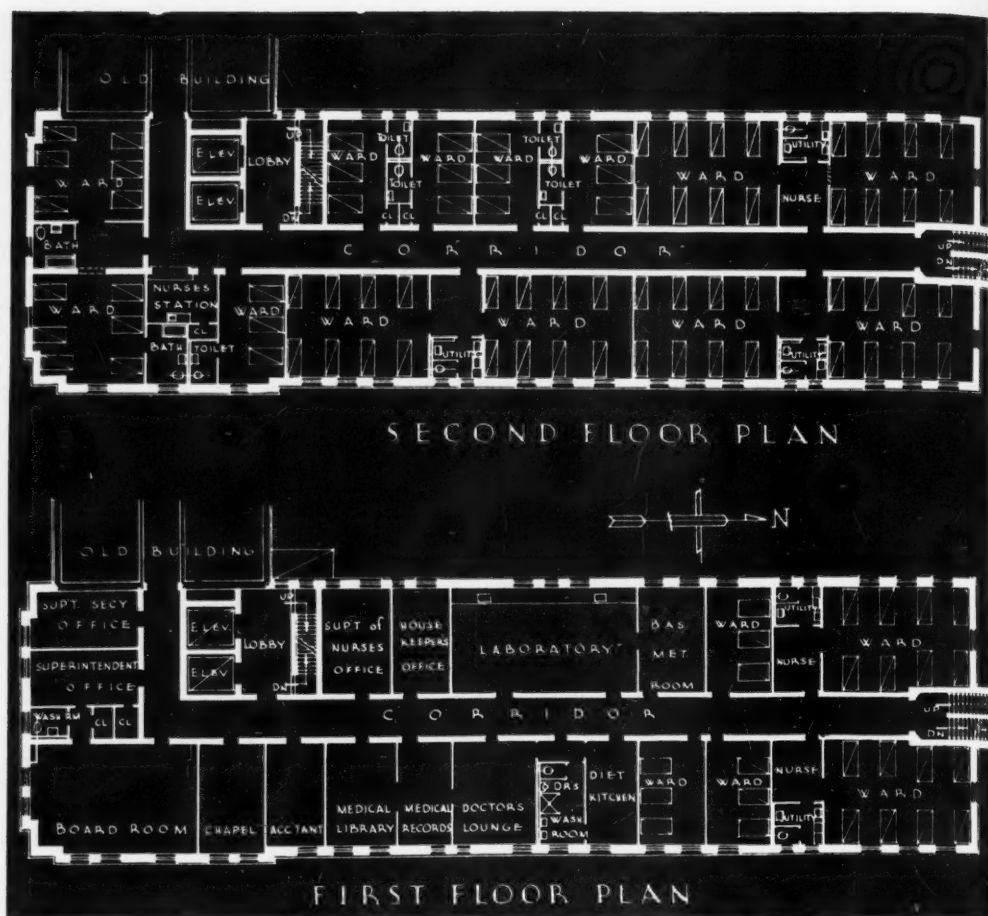 OLD BUILDING
ELEV
ELEV
LOBBY
UP
DN
WARD
BATH
WARD
TOILET
TOILET
CL CL
WARD
WARD
TOILET
TOILET
CL CL
WARD
WARD
UTILITY
NURSE
WARD
CORRIDOR
UP
DN
WARD
NURSES
STATION
BATH
CL
TOILET
WARD
WARD
UTILITY
WARD
WARD
UTILITY
WARD
SECOND FLOOR PLAN
N
OLD BUILDING
SUPT. SECY
OFFICE
SUPERINTENDENT
OFFICE
WASH RM
CL CL
ELEV
ELEV
LOBBY
UP
DN
SUPT of
NURSES
OFFICE
HOUSE
KEEPERS
OFFICE
LABORATORY
BAS.
MET
ROOM
WARD
UTILITY
NURSE
WARD
CORRIDOR
UP
DN
BOARD ROOM
CHAPEL
ACC'TANT
MEDICAL
LIBRARY
MEDICAL
RECORDS
DOCTORS
LOUNGE
DRS
WASH
ROOM
DIET
KITCHEN
WARD
WARD
NURSE
UTILITY
WARD
FIRST FLOOR PLAN